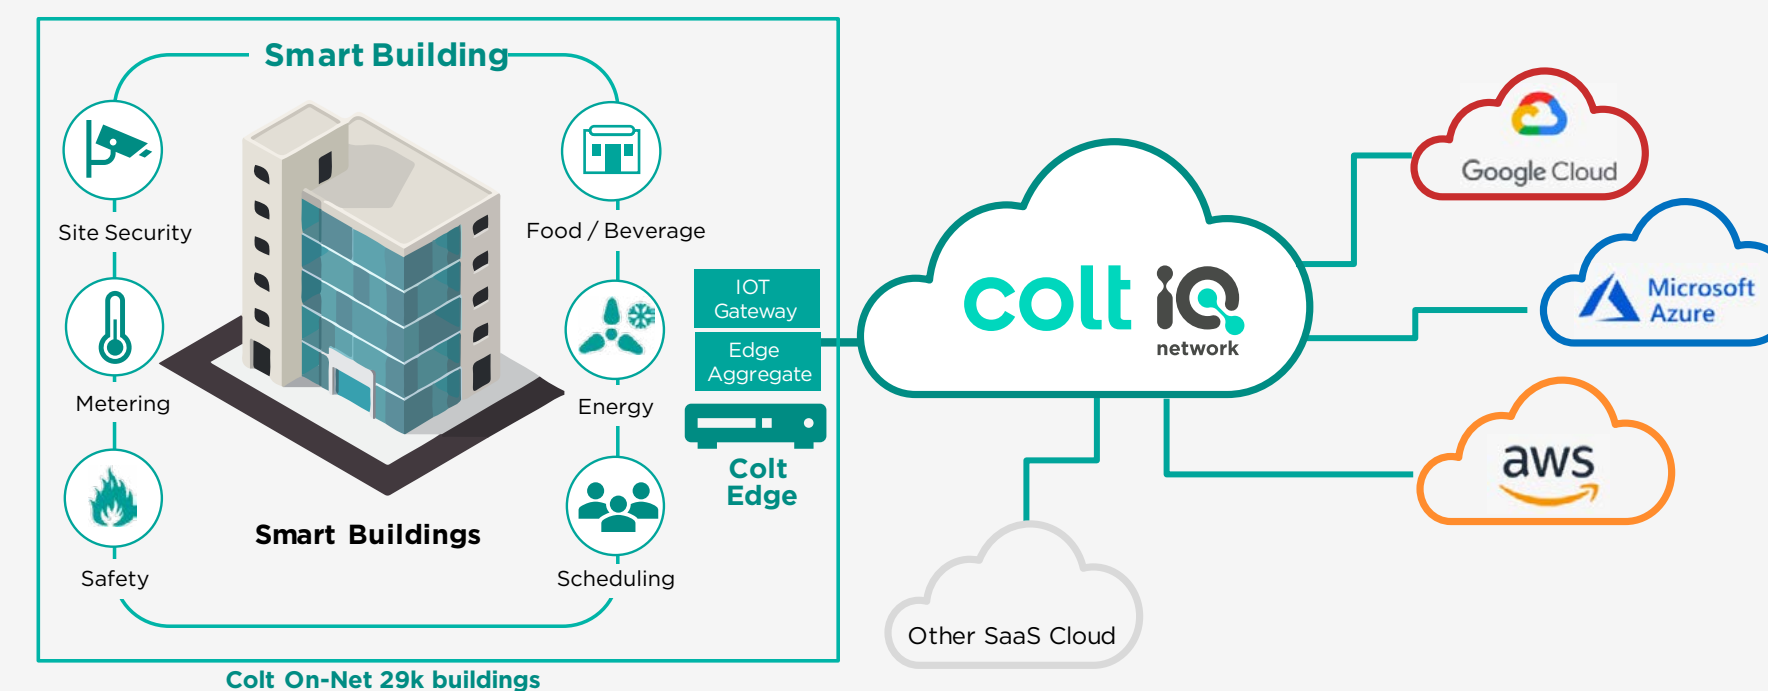 Smart Building
Site Security
Metering
Safety
Food / Beverage
Energy
Scheduling
Smart Buildings
IOT
Gateway
Edge
Aggregate
Colt
Edge
Colt On-Net 29k buildings
colt iQ
network
Google Cloud
Microsoft
Azure
aws
Other SaaS Cloud